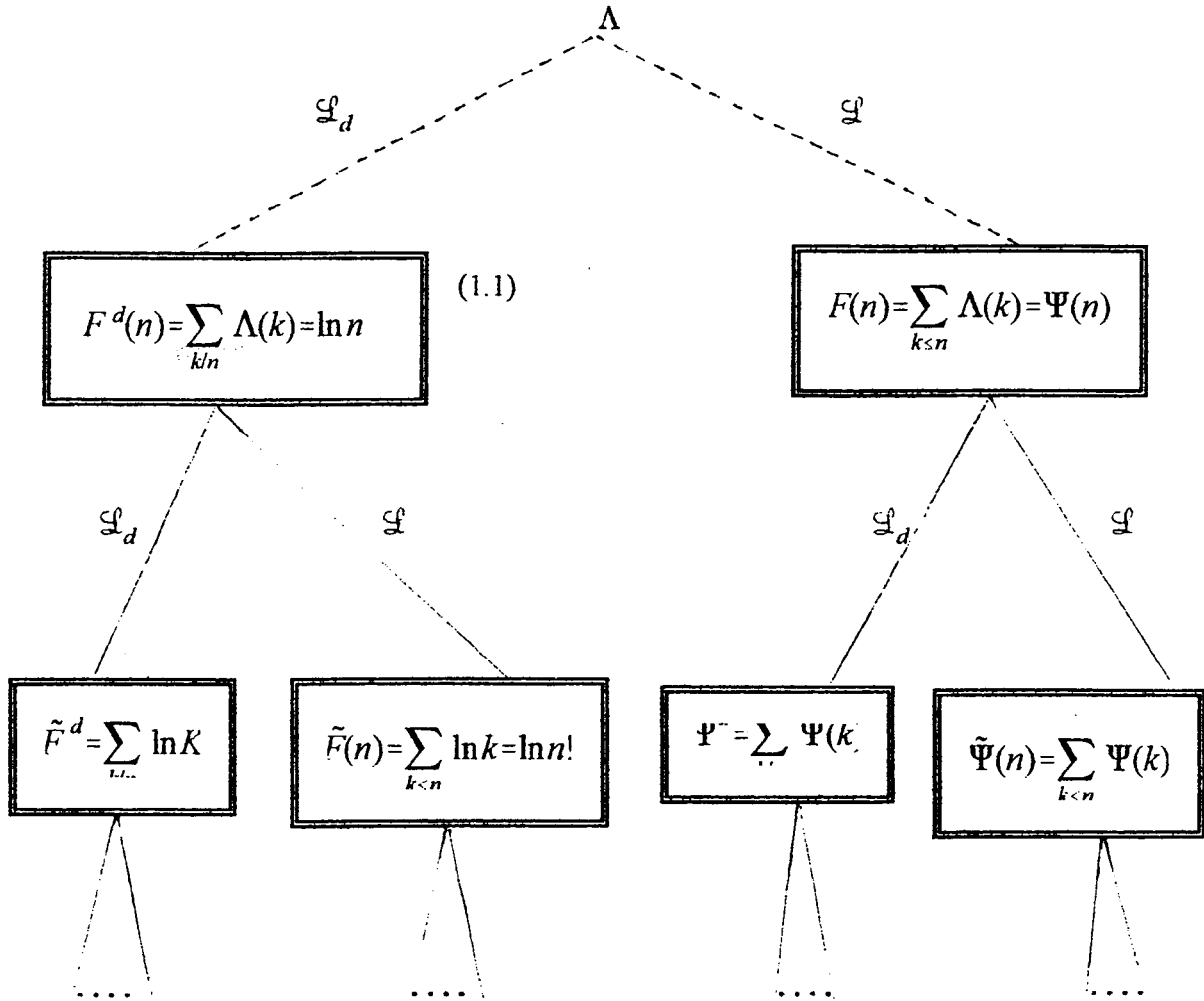 Λ
ℒ_d ℒ
F^d(n)=∑_{k/n} Λ(k)=ln n (1.1) F(n)=∑_{k≤n} Λ(k)=Ψ(n)
ℒ_d ℒ ℒ_d ℒ
F̃^d=∑ ln K F̃(n)=∑_{k<n} ln k=ln n! Ψ =∑ Ψ(k Ψ̃(n)=∑_{k<n} Ψ(k)
.... .... .... ....